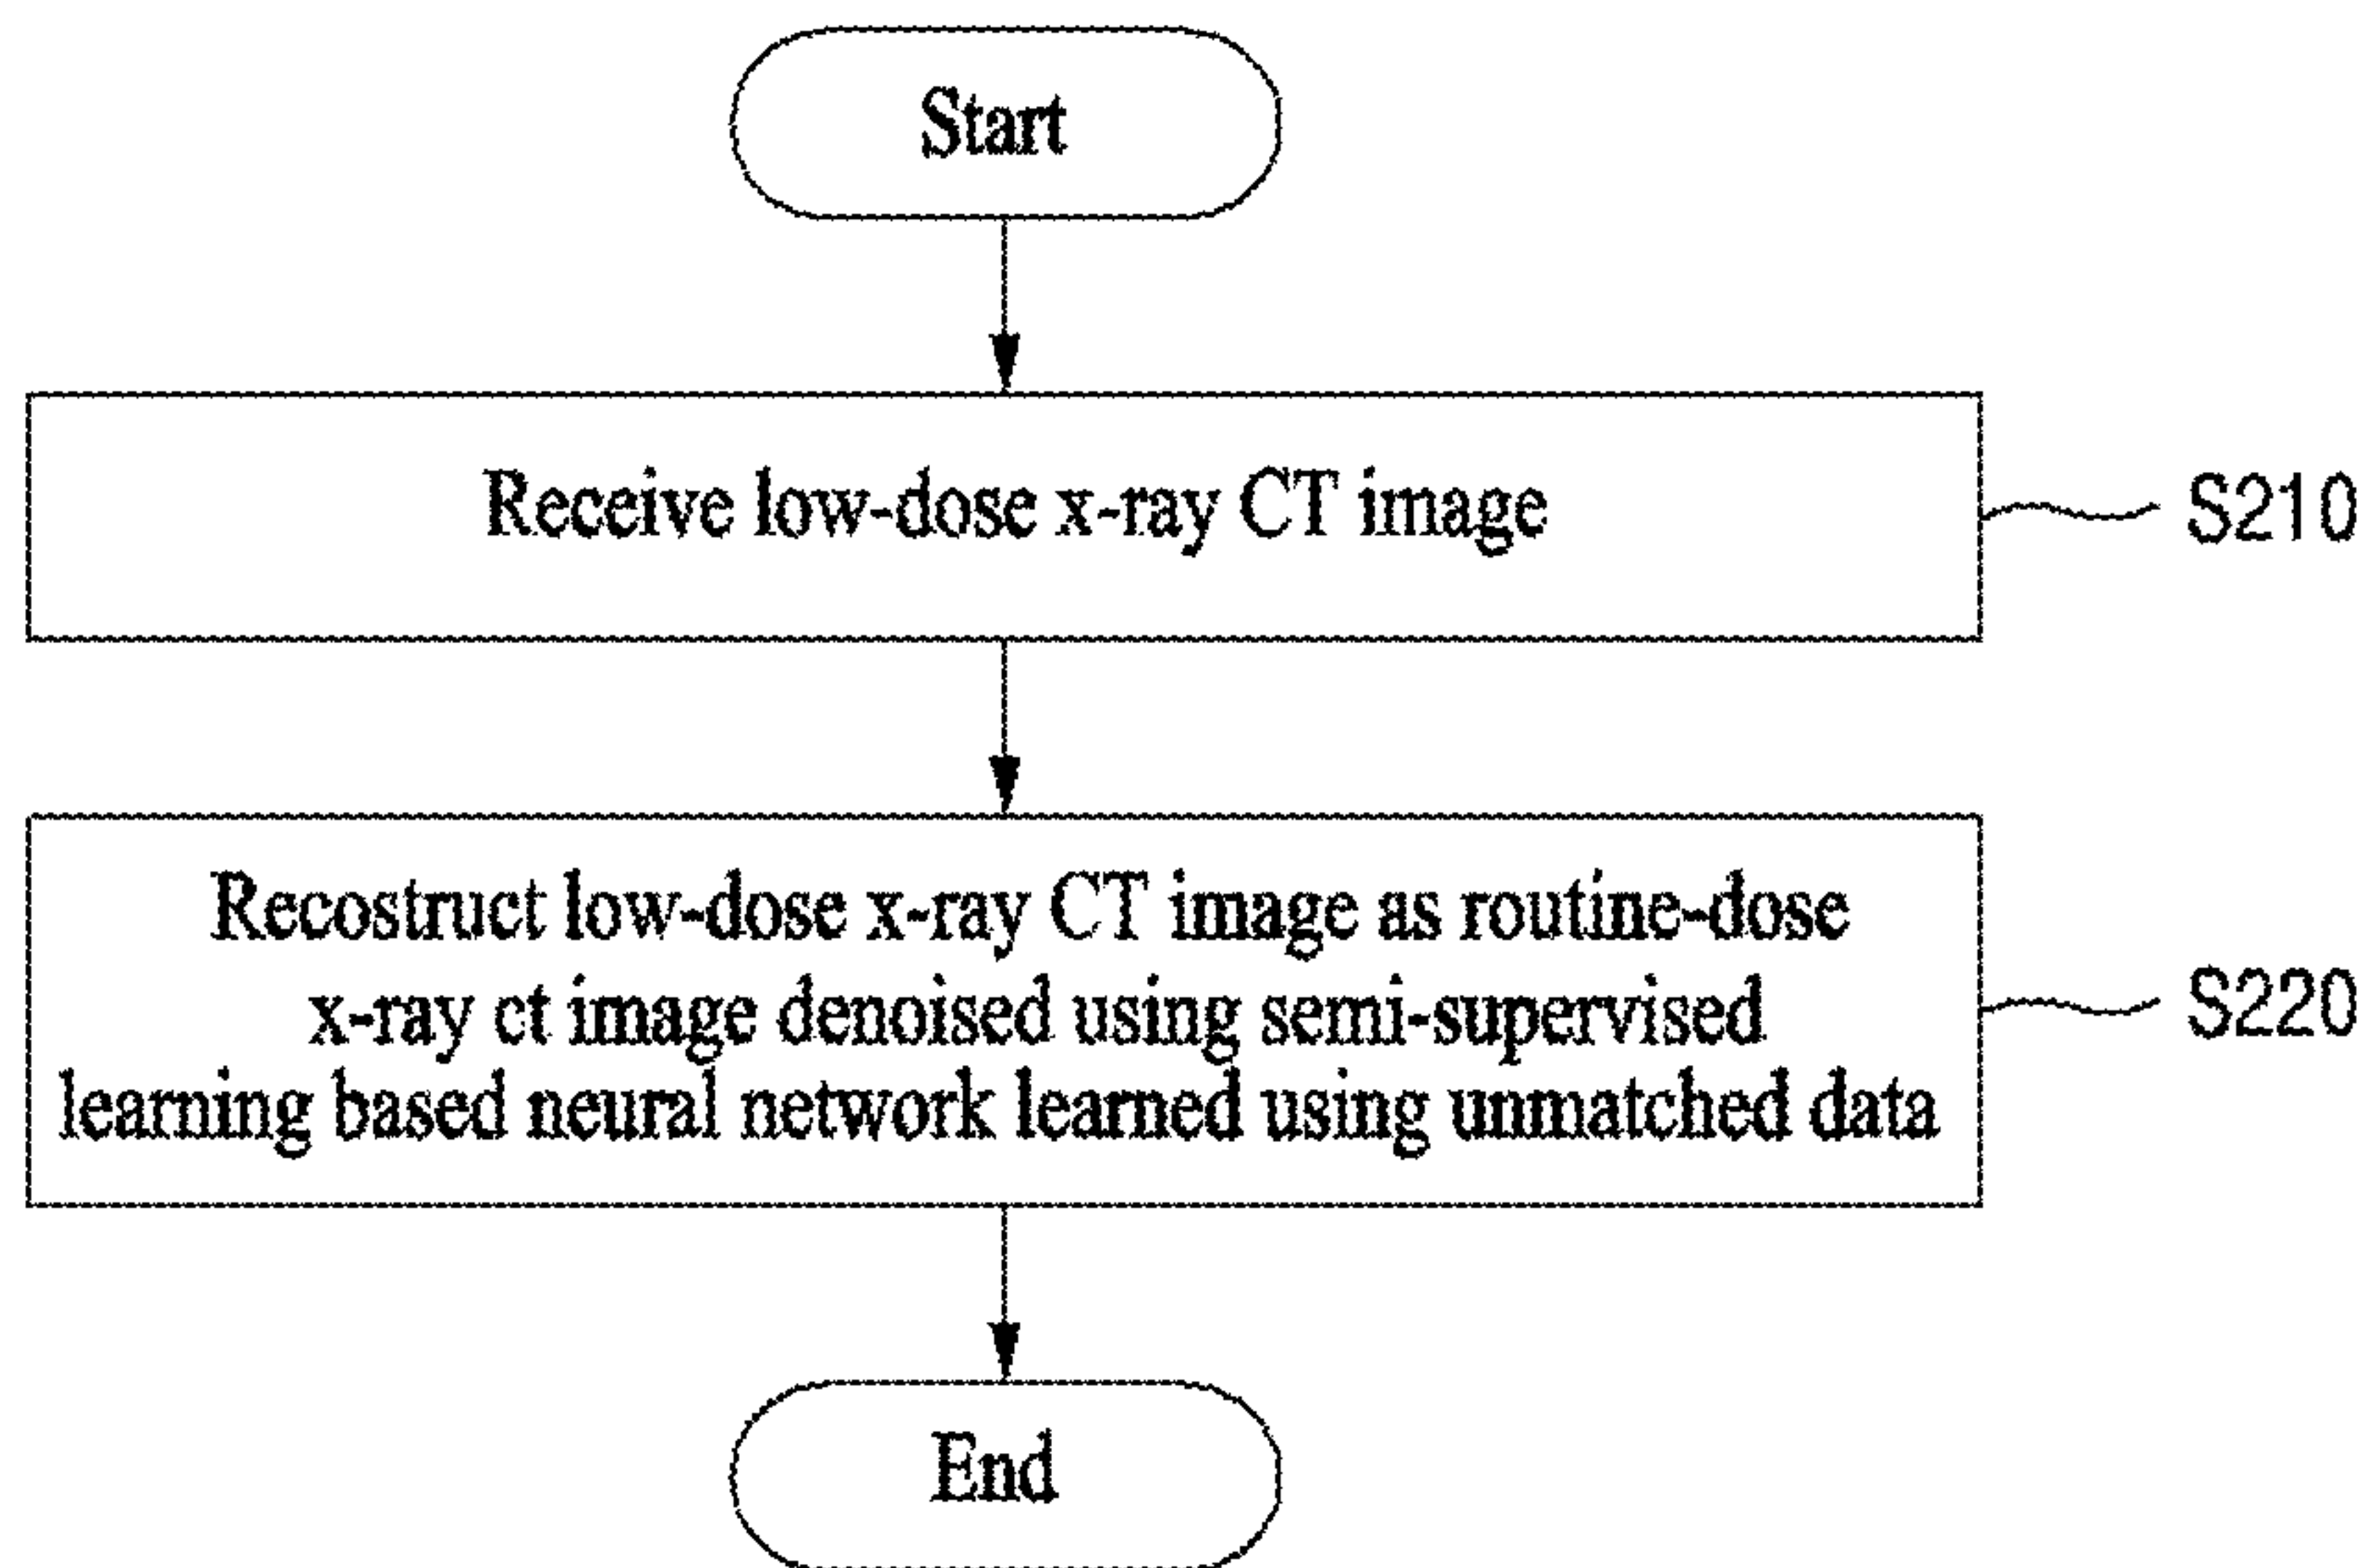 Start
Receive low-dose x-ray CT image
S210
Recostruct low-dose x-ray CT image as routine-dose
x-ray ct image denoised using semi-supervised
learning based neural network learned using unmatched data
S220
End